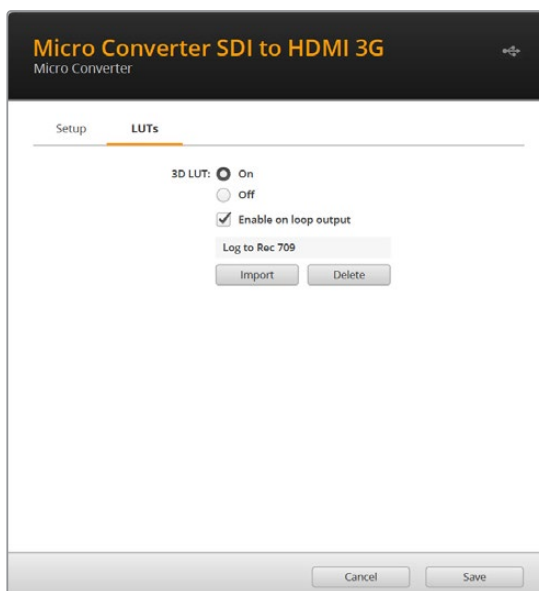 Micro Converter SDI to HDMI 3G
Micro Converter
Setup LUTs
3D LUT: On
Off
Enable on loop output
Log to Rec 709
Import Delete
Cancel Save